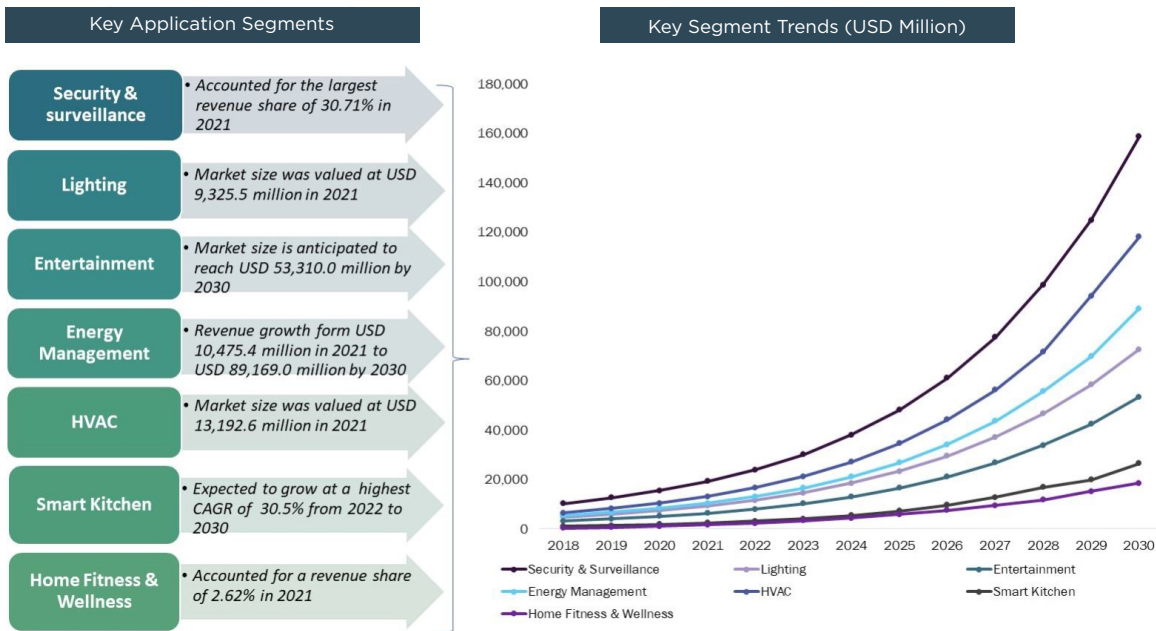 Key Application Segments
Key Segment Trends (USD Million)
Security &
surveillance
• Accounted for the largest
revenue share of 30.71% in
2021
Lighting
• Market size was valued at USD
9,325.5 million in 2021
Entertainment
• Market size is anticipated to
reach USD 53,310.0 million by
2030
Energy
Management
• Revenue growth form USD
10,475.4 million in 2021 to
USD 89,169.0 million by 2030
HVAC
• Market size was valued at USD
13,192.6 million in 2021
Smart Kitchen
• Expected to grow at a highest
CAGR of 30.5% from 2022 to
2030
Home Fitness &
Wellness
• Accounted for a revenue share
of 2.62% in 2021
180,000
160,000
140,000
120,000
100,000
80,000
60,000
40,000
20,000
0
2018 2019 2020 2021 2022 2023 2024 2025 2026 2027 2028 2029 2030
Security & Surveillance Lighting Entertainment
Energy Management HVAC Smart Kitchen
Home Fitness & Wellness